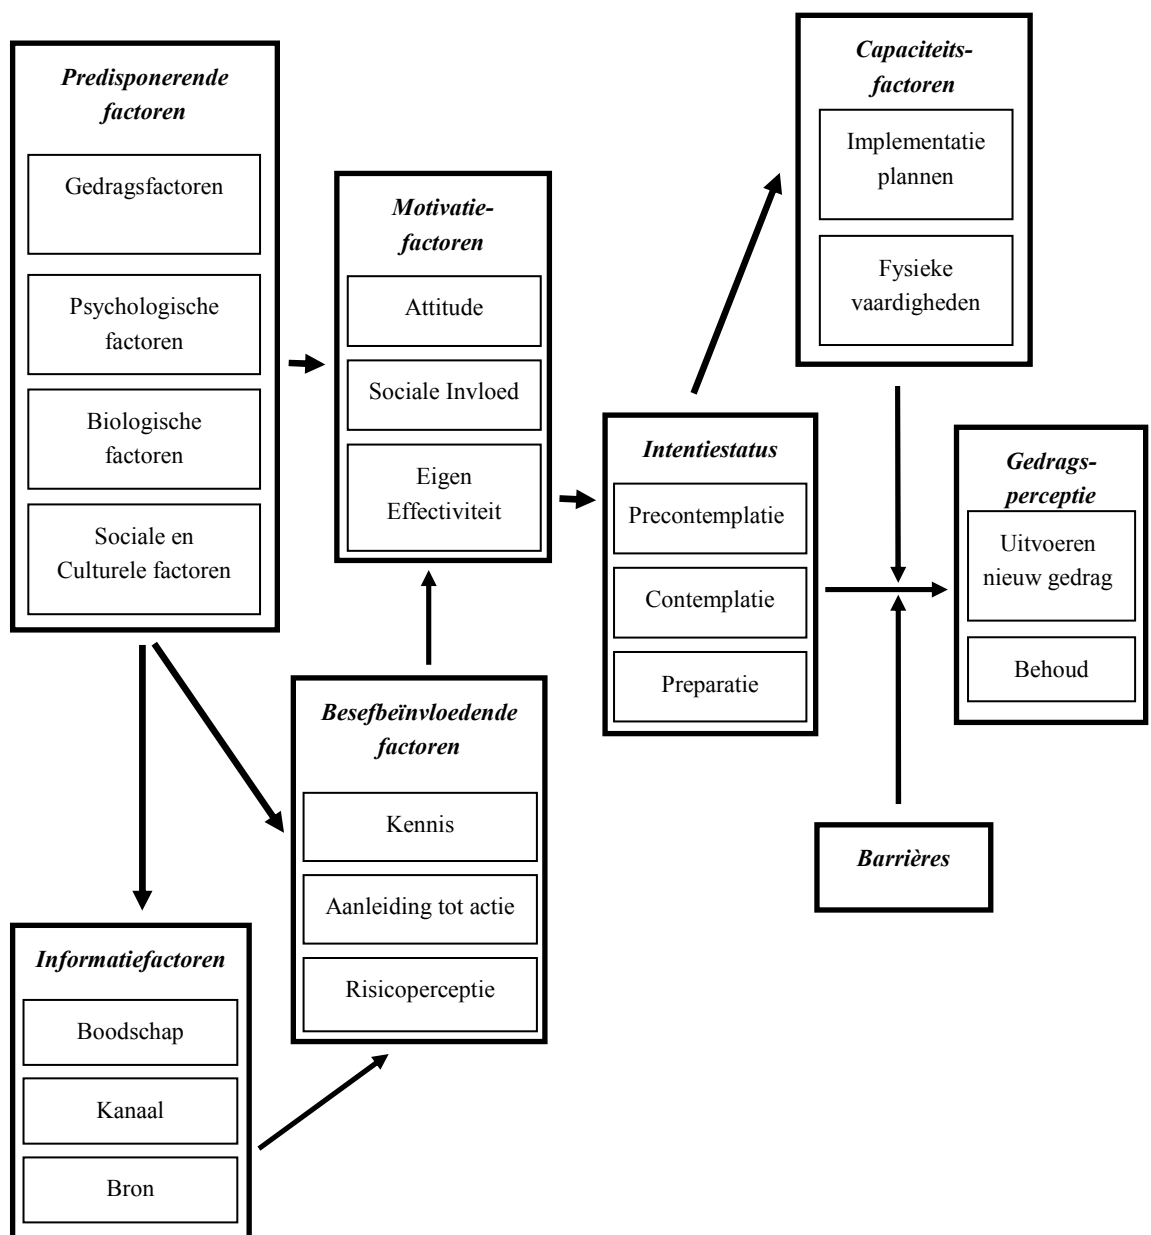 Predisponerende
factoren
Gedragsfactoren
Psychologische
factoren
Biologische
factoren
Sociale en
Culturele factoren
Motivatie-
factoren
Attitude
Sociale Invloed
Eigen
Effectiviteit
Besefbeïnvloedende
factoren
Kennis
Aanleiding tot actie
Risicoperceptie
Informatiefactoren
Boodschap
Kanaal
Bron
Intentiestatus
Precontemplatie
Contemplatie
Preparatie
Capaciteits-
factoren
Implementatie
plannen
Fysieke
vaardigheden
Gedrags-
perceptie
Uitvoeren
nieuw gedrag
Behoud
Barrières